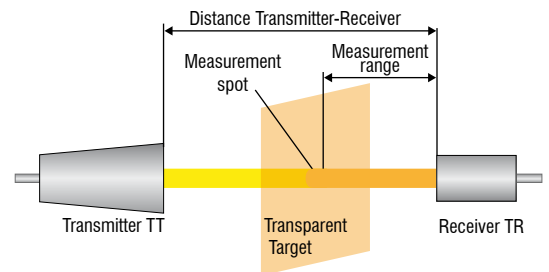 Distance Transmitter-Receiver
Measurement
range
Measurement
spot
Transmitter TT
Transparent
Target
Receiver TR